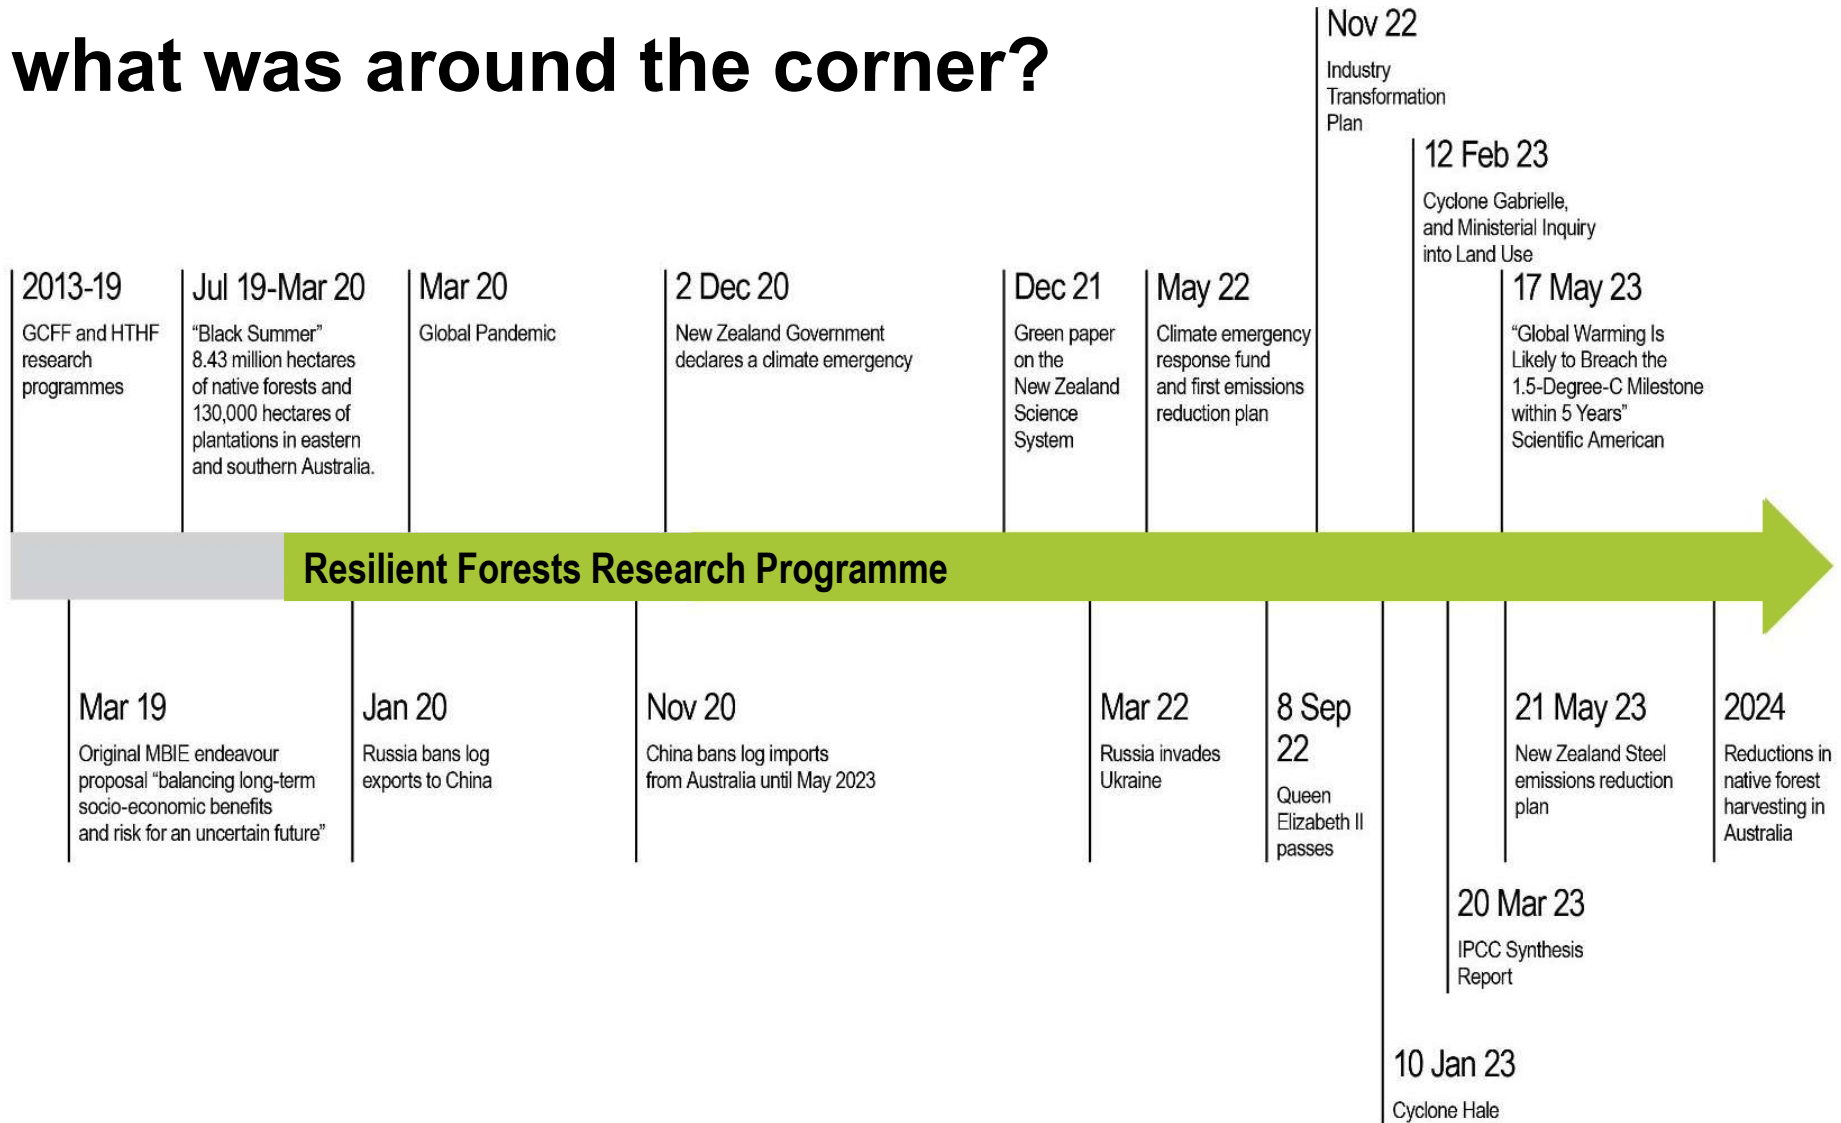 what was around the corner?
Nov 22
Industry
Transformation
Plan
12 Feb 23
Cyclone Gabrielle,
and Ministerial Inquiry
into Land Use
2013-19
GCFF and HTHF
research
programmes
Jul 19-Mar 20
“Black Summer”
8.43 million hectares
of native forests and
130,000 hectares of
plantations in eastern
and southern Australia.
Mar 20
Global Pandemic
2 Dec 20
New Zealand Government
declares a climate emergency
Dec 21
Green paper
on the
New Zealand
Science
System
May 22
Climate emergency
response fund
and first emissions
reduction plan
17 May 23
“Global Warming Is
Likely to Breach the
1.5-Degree-C Milestone
within 5 Years”
Scientific American
Resilient Forests Research Programme
Mar 19
Original MBIE endeavour
proposal “balancing long-term
socio-economic benefits
and risk for an uncertain future”
Jan 20
Russia bans log
exports to China
Nov 20
China bans log imports
from Australia until May 2023
Mar 22
Russia invades
Ukraine
8 Sep
22
Queen
Elizabeth II
passes
21 May 23
New Zealand Steel
emissions reduction
plan
2024
Reductions in
native forest
harvesting in
Australia
20 Mar 23
IPCC Synthesis
Report
10 Jan 23
Cyclone Hale